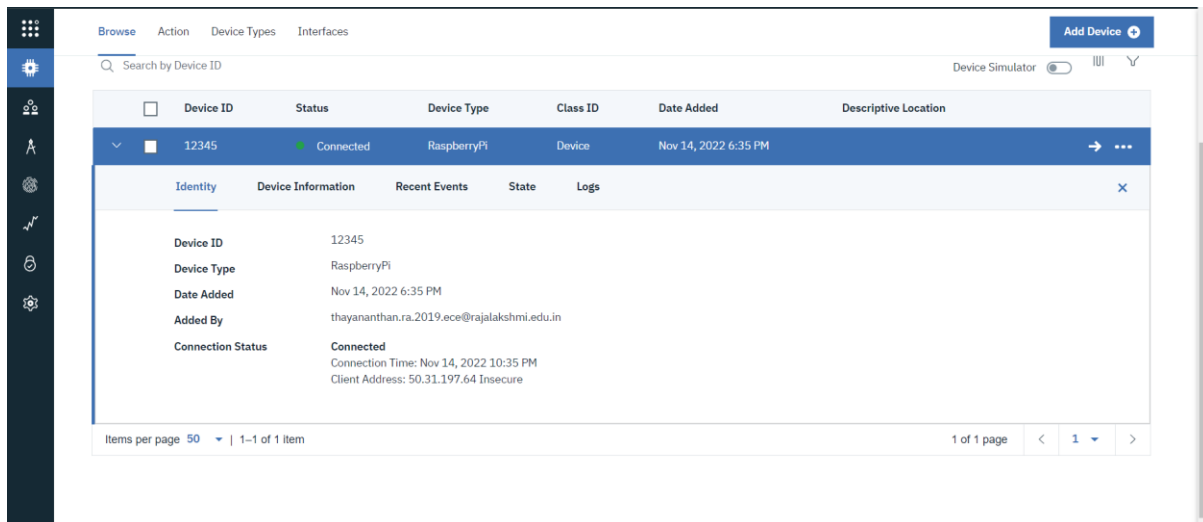 Browse Action Device Types Interfaces Add Device
Search by Device ID Device Simulator
Device ID Status Device Type Class ID Date Added Descriptive Location
12345 Connected RaspberryPi Device Nov 14, 2022 6:35 PM
Identity Device Information Recent Events State Logs
Device ID 12345
Device Type RaspberryPi
Date Added Nov 14, 2022 6:35 PM
Added By thayananthan.ra.2019.ece@rajalakshmi.edu.in
Connection Status Connected
Connection Time: Nov 14, 2022 10:35 PM
Client Address: 50.31.197.64 Insecure
Items per page 50 | 1–1 of 1 item 1 of 1 page 1